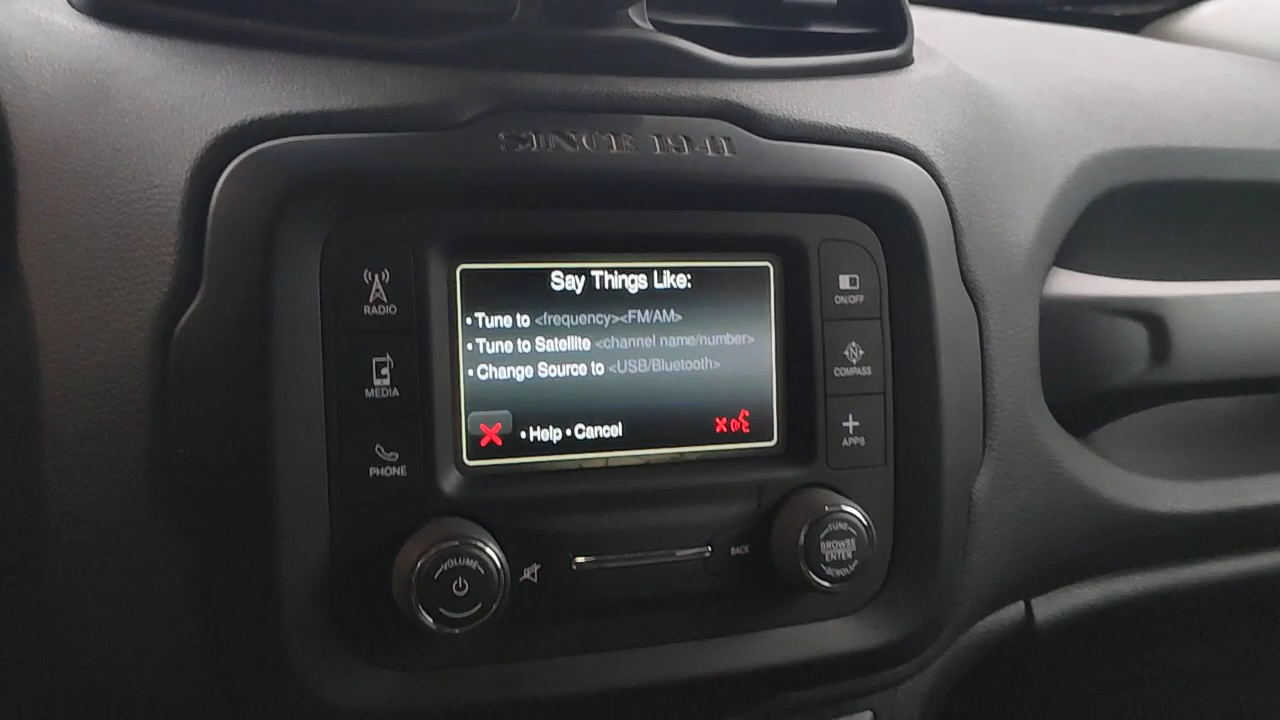 SINCE 1941
Say Things Like:
• Tune to <frequency><FM/AM>
• Tune to Satellite <channel name/number>
• Change Source to <USB/Bluetooth>
• Help • Cancel
RADIO
MEDIA
PHONE
ON/OFF
N
COMPASS
APPS
VOLUME
BACK
TUNE
BROWSE
ENTER
SCROLL